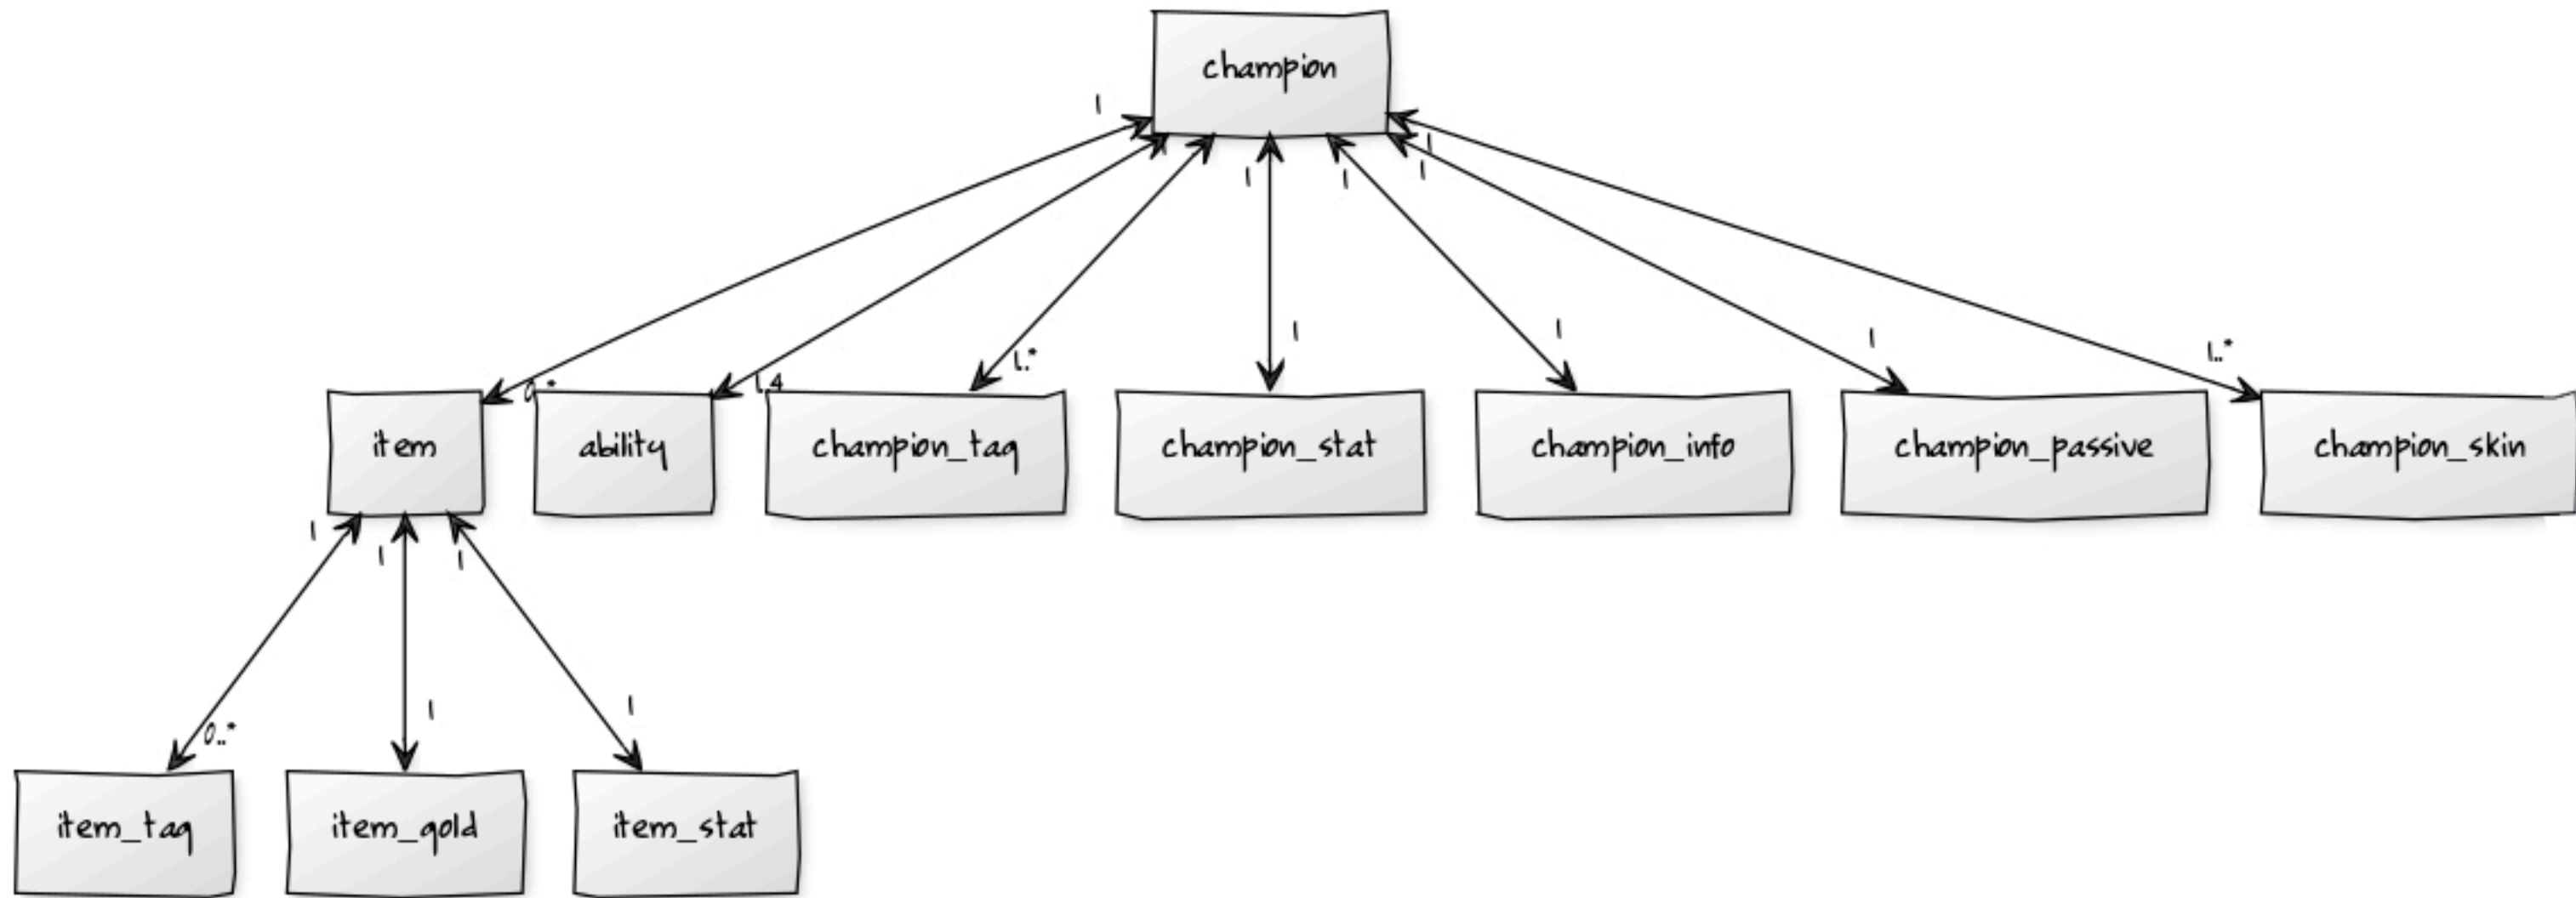 champion
1
1
1
1
1
1
1
1
1
1
1..*
0..*
1..*
item
ability
champion_tag
champion_stat
champion_info
champion_passive
champion_skin
1
1
1
1
1
0..*
item_tag
item_gold
item_stat